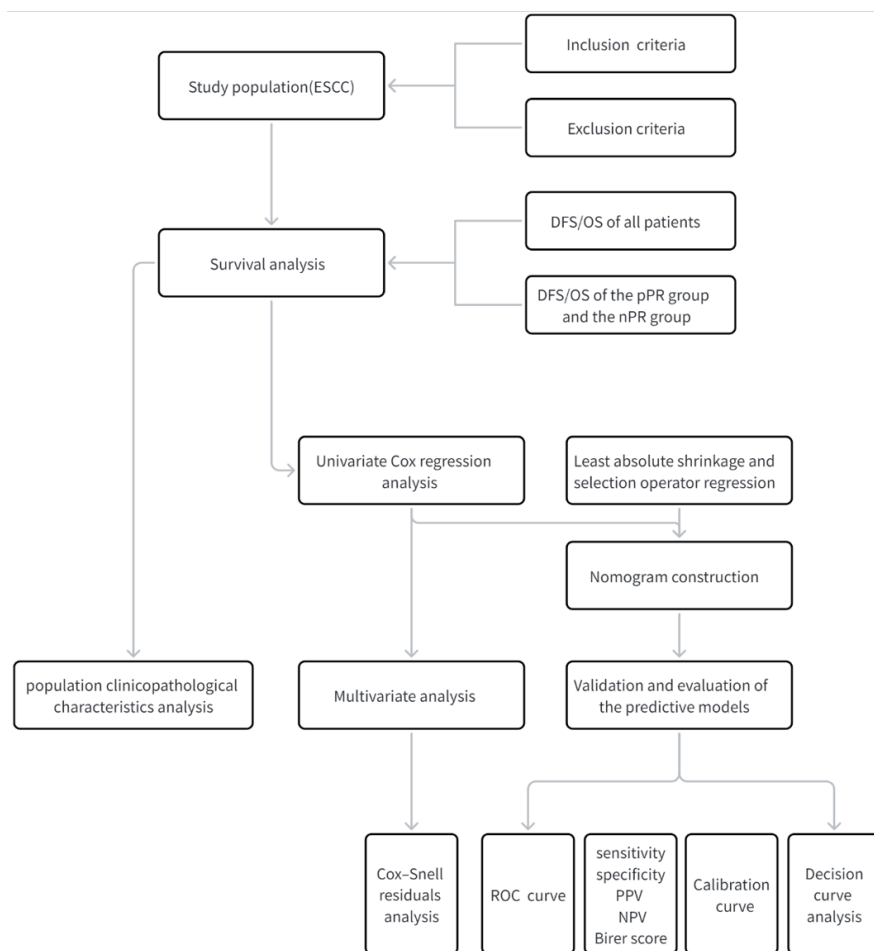 Inclusion criteria
Study population(ESCC)
Exclusion criteria
DFS/OS of all patients
Survival analysis
DFS/OS of the pPR group
and the nPR group
Univariate Cox regression
analysis
Least absolute shrinkage and
selection operator regression
Nomogram construction
population clinicopathological
characteristics analysis
Multivariate analysis
Validation and evaluation of
the predictive models
Cox–Snell
residuals
analysis
ROC curve
sensitivity
specificity
PPV
NPV
Birer score
Calibration
curve
Decision
curve
analysis